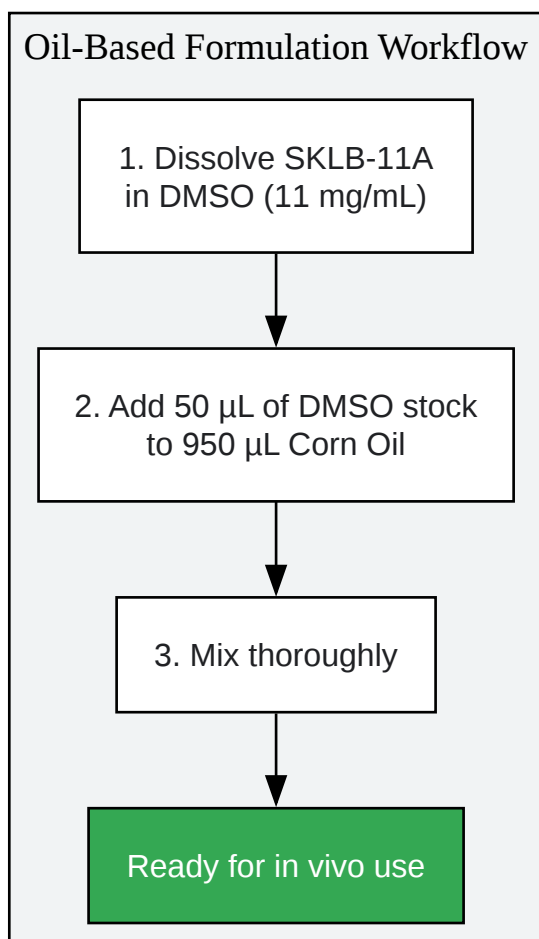 Oil-Based Formulation Workflow
1. Dissolve SKLB-11A
in DMSO (11 mg/mL)
2. Add 50 µL of DMSO stock
to 950 µL Corn Oil
3. Mix thoroughly
Ready for in vivo use